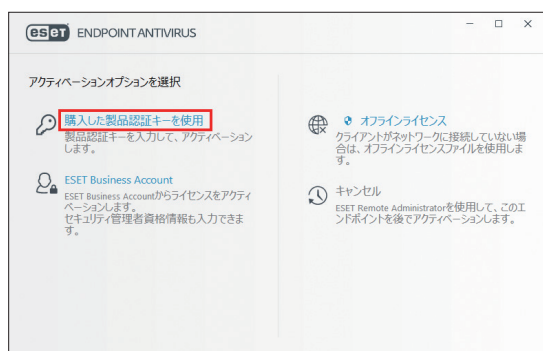 eset ENDPOINT ANTIVIRUS
アクティベーションオプションを選択
購入した製品認証キーを使用
製品認証キーを入力して、アクティベーション
します。
ESET Business Account
ESET Business Accountからライセンスをアクティ
ベーションします。
セキュリティ管理者資格情報も入力できま
す。
オフラインライセンス
クライアントがネットワークに接続していない場
合は、オフラインライセンスファイルを使用しま
す。
キャンセル
ESET Remote Administratorを使用して、このエ
ンドポイントを後でアクティベーションします。